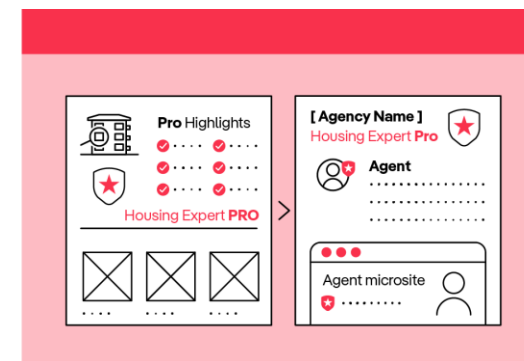 Pro Highlights
Housing Expert PRO
[ Agency Name ]
Housing Expert Pro
Agent
Agent microsite